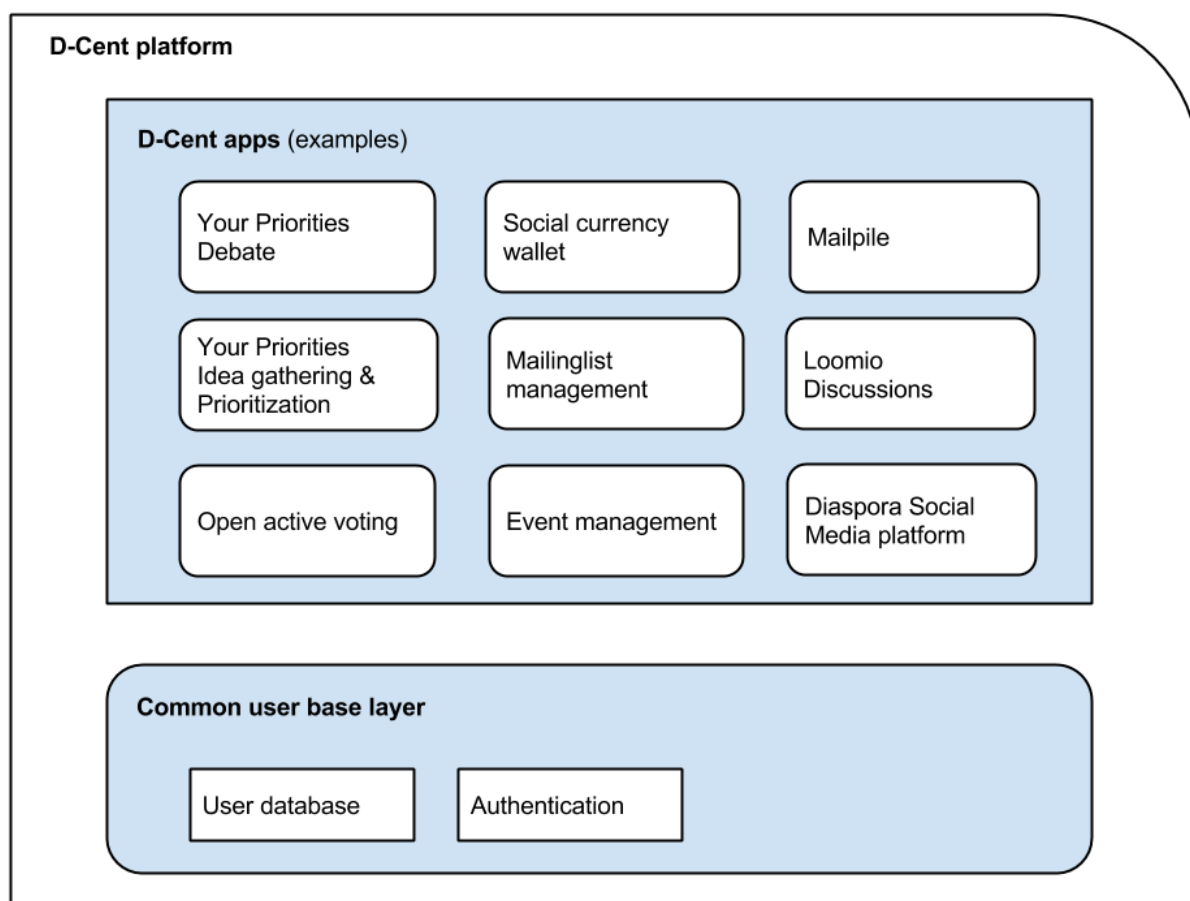 D-Cent platform
D-Cent apps (examples)
Your Priorities
Debate
Social currency
wallet
Mailpile
Your Priorities
Idea gathering &
Prioritization
Mailinglist
management
Loomio
Discussions
Open active voting
Event management
Diaspora Social
Media platform
Common user base layer
User database
Authentication